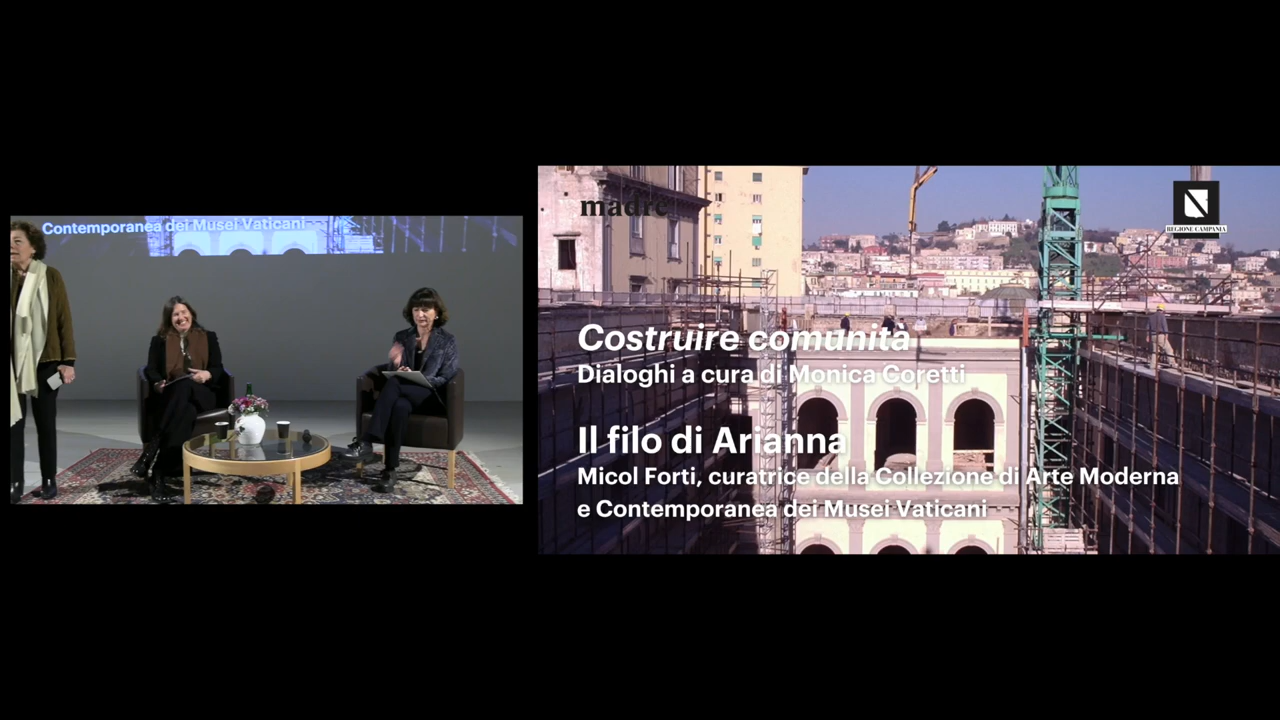 Contemporanea dei Musei Vaticani
madre
REGIONE CAMPANIA
Costruire comunità
Dialoghi a cura di Monica Coretti
Il filo di Arianna
Micol Forti, curatrice della Collezione di Arte Moderna
e Contemporanea dei Musei Vaticani